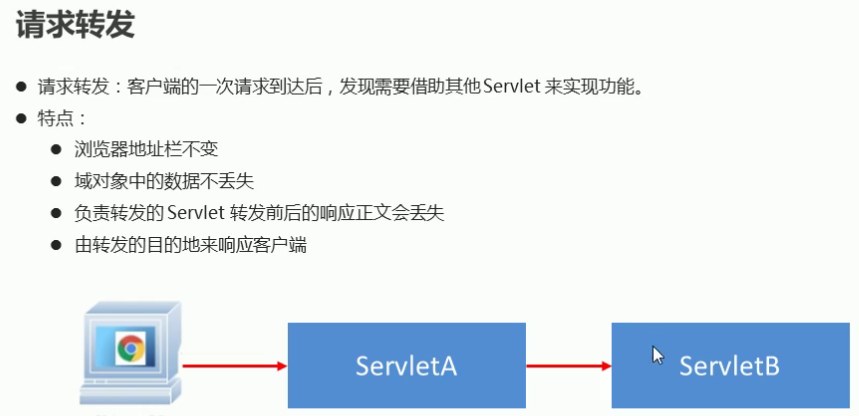 请求转发
● 请求转发：客户端的一次请求到达后，发现需要借助其他Servlet 来实现功能。
● 特点：
● 浏览器地址栏不变
● 域对象中的数据不丢失
● 负责转发的 Servlet 转发前后的响应正文会丢失
● 由转发的目的地来响应客户端
ServletA
ServletB